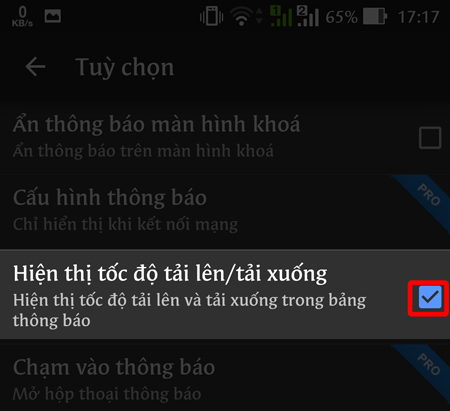 0
KB/s
1
2
65%
17:17
Tuỳ chọn
Ẩn thông báo màn hình khoá
Ẩn thông báo trên màn hình khoá
Cấu hình thông báo
Chỉ hiển thị khi kết nối mạng
PRO
Hiện thị tốc độ tải lên/tải xuống
Hiện thị tốc độ tải lên và tải xuống trong bảng
thông báo
Chạm vào thông báo
Mở hộp thoại thông báo
PRO